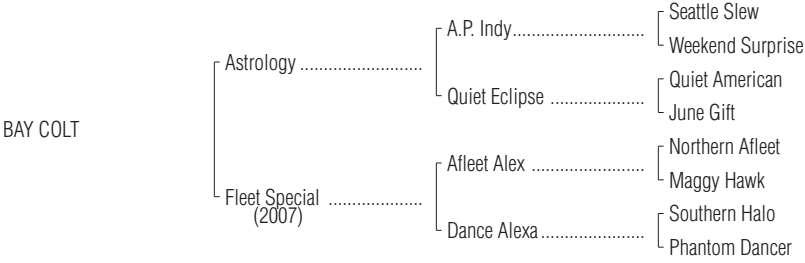 Seattle Slew
A.P. Indy..............................
Weekend Surprise
Astrology ..........................
Quiet American
Quiet Eclipse ....................
June Gift
BAY COLT
Northern Afleet
Afleet Alex ........................
Maggy Hawk
Fleet Special ....................
(2007)
Southern Halo
Dance Alexa......................
Phantom Dancer